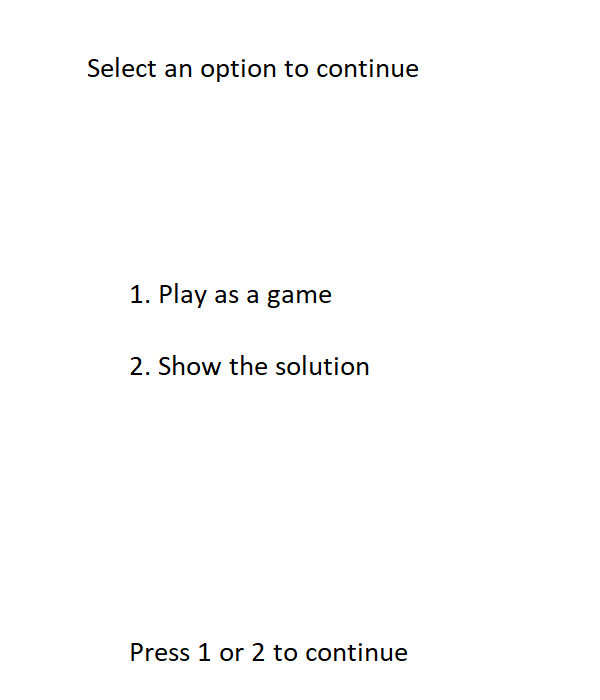 Select an option to continue
1. Play as a game
2. Show the solution
Press 1 or 2 to continue